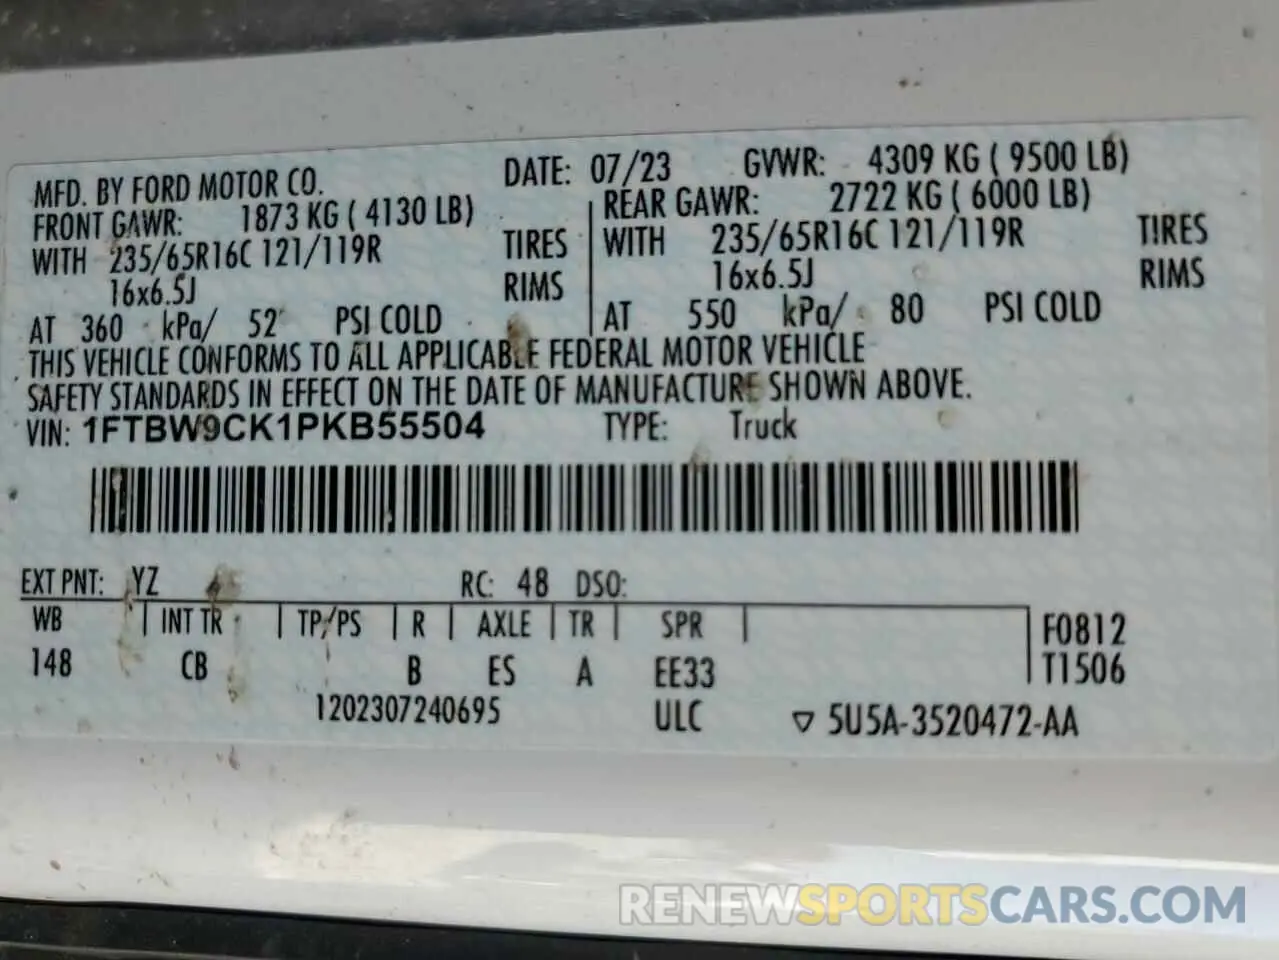 MFD. BY FORD MOTOR CO. DATE: 07/23 GVWR: 4309 KG ( 9500 LB)
FRONT GAWR: 1873 KG ( 4130 LB) REAR GAWR: 2722 KG ( 6000 LB)
WITH 235/65R16C 121/119R TIRES WITH 235/65R16C 121/119R TIRES
16x6.5J RIMS 16x6.5J RIMS
AT 360 kPa/ 52 PSI COLD AT 550 kPa/ 80 PSI COLD
THIS VEHICLE CONFORMS TO ALL APPLICABLE FEDERAL MOTOR VEHICLE
SAFETY STANDARDS IN EFFECT ON THE DATE OF MANUFACTURE SHOWN ABOVE.
VIN: 1FTBW9CK1PKB55504 TYPE: Truck
EXT PNT: YZ RC: 48 DSO:
WB INT TR TP/PS R AXLE TR SPR F0812
148 CB B ES A EE33 T1506
1202307240695 ULC ▽ 5U5A-3520472-AA
RENEWSPORTSCARS.COM